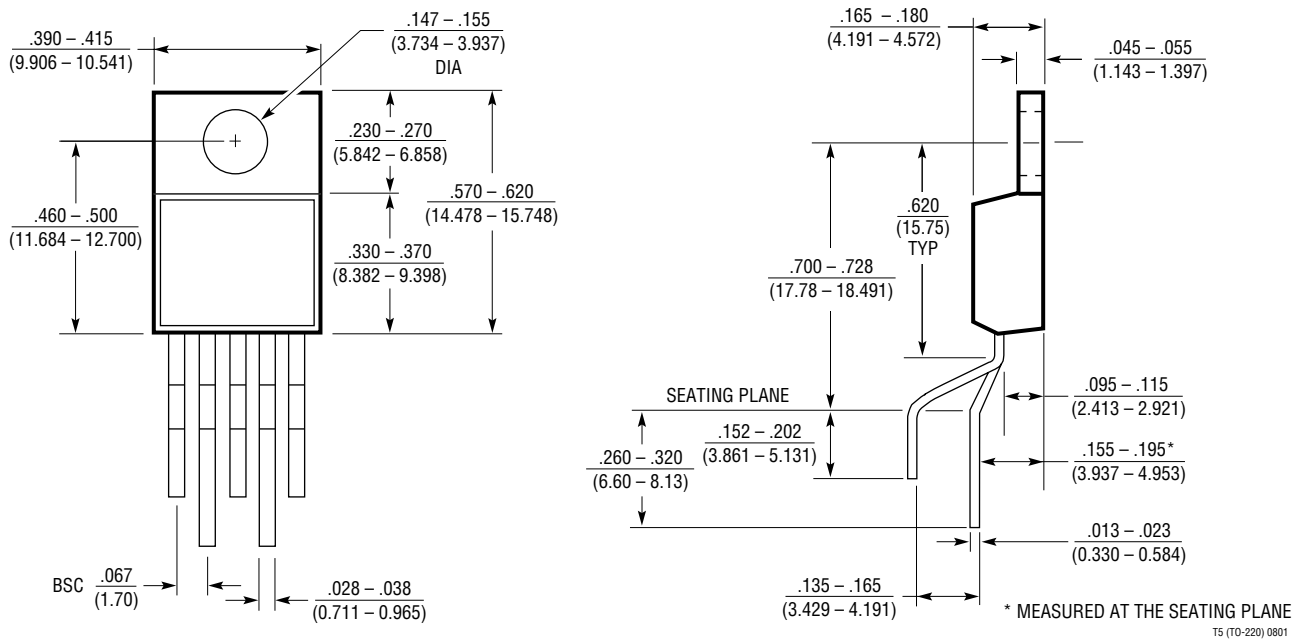 .390 – .415
(9.906 – 10.541)
.147 – .155
(3.734 – 3.937)
DIA
.230 – .270
(5.842 – 6.858)
.570 – .620
(14.478 – 15.748)
.460 – .500
(11.684 – 12.700)
.330 – .370
(8.382 – 9.398)
BSC
.067
(1.70)
.028 – .038
(0.711 – 0.965)
.165 – .180
(4.191 – 4.572)
.045 – .055
(1.143 – 1.397)
.620
(15.75)
TYP
.700 – .728
(17.78 – 18.491)
SEATING PLANE
.152 – .202
(3.861 – 5.131)
.260 – .320
(6.60 – 8.13)
.095 – .115
(2.413 – 2.921)
.155 – .195*
(3.937 – 4.953)
.013 – .023
(0.330 – 0.584)
.135 – .165
(3.429 – 4.191)
* MEASURED AT THE SEATING PLANE
T5 (TO-220) 0801